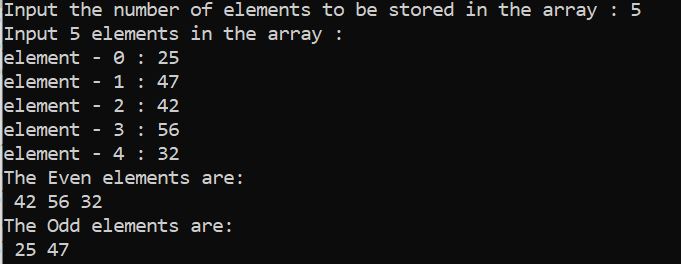 Input the number of elements to be stored in the array : 5
Input 5 elements in the array :
element - 0 : 25
element - 1 : 47
element - 2 : 42
element - 3 : 56
element - 4 : 32
The Even elements are:
 42 56 32
The Odd elements are:
 25 47